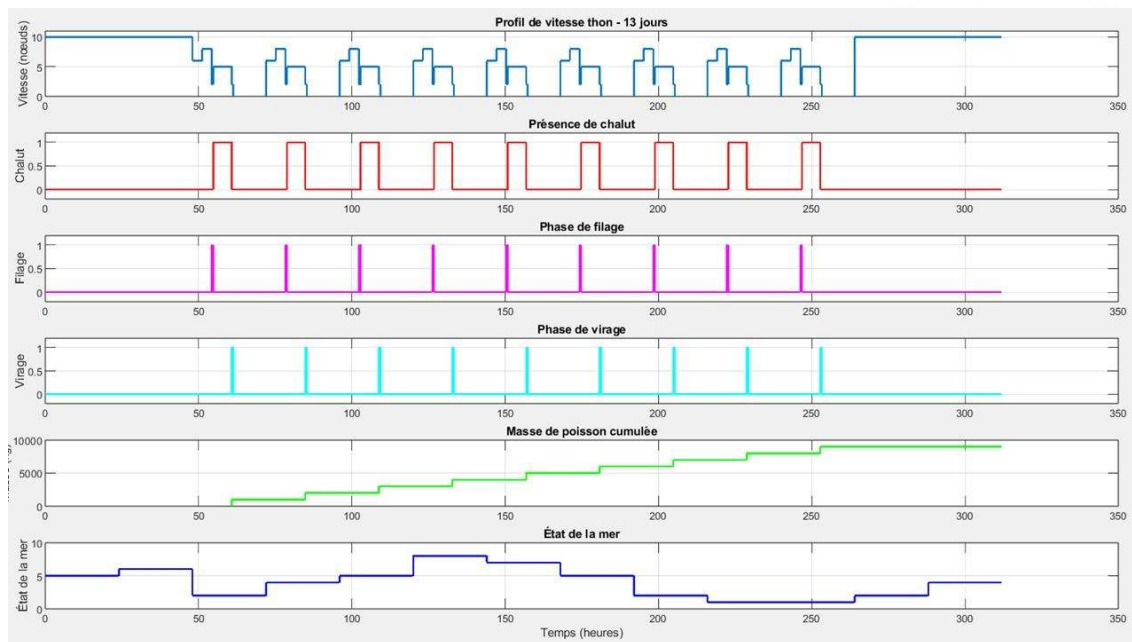 Profil de vitesse thon - 13 jours
Vitesse (nœuds)
10
5
0
0 50 100 150 200 250 300 350
Présence de chalut
Chalut
1
0.5
0
0 50 100 150 200 250 300 350
Phase de filage
Filage
1
0.5
0
0 50 100 150 200 250 300 350
Phase de virage
Virage
1
0.5
0
0 50 100 150 200 250 300 350
Masse de poisson cumulée
10000
5000
0
0 50 100 150 200 250 300 350
État de la mer
État de la mer
10
5
0
0 50 100 150 200 250 300 350
Temps (heures)